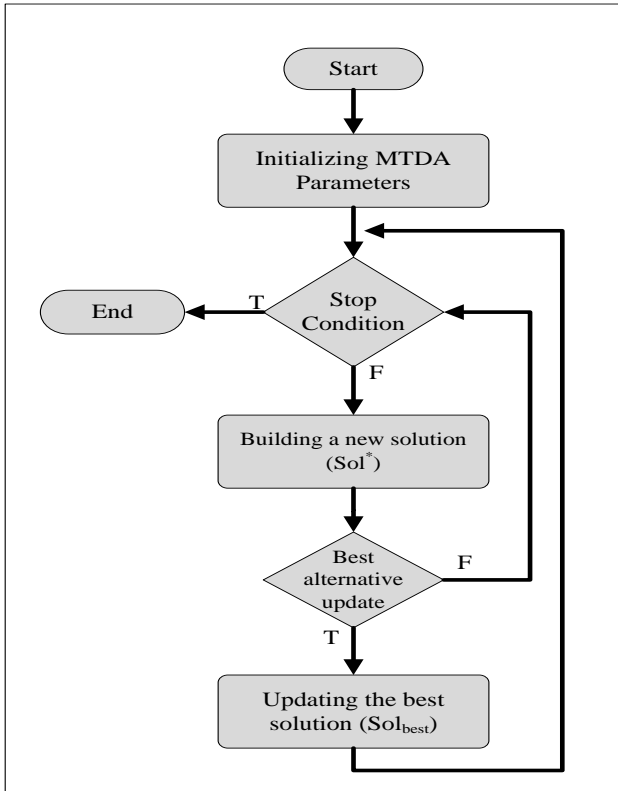 Start
Initializing MTDA
Parameters
T
End
Stop
Condition
F
Building a new solution
(Sol*)
Best
alternative
update
F
T
Updating the best
solution (Solbest)